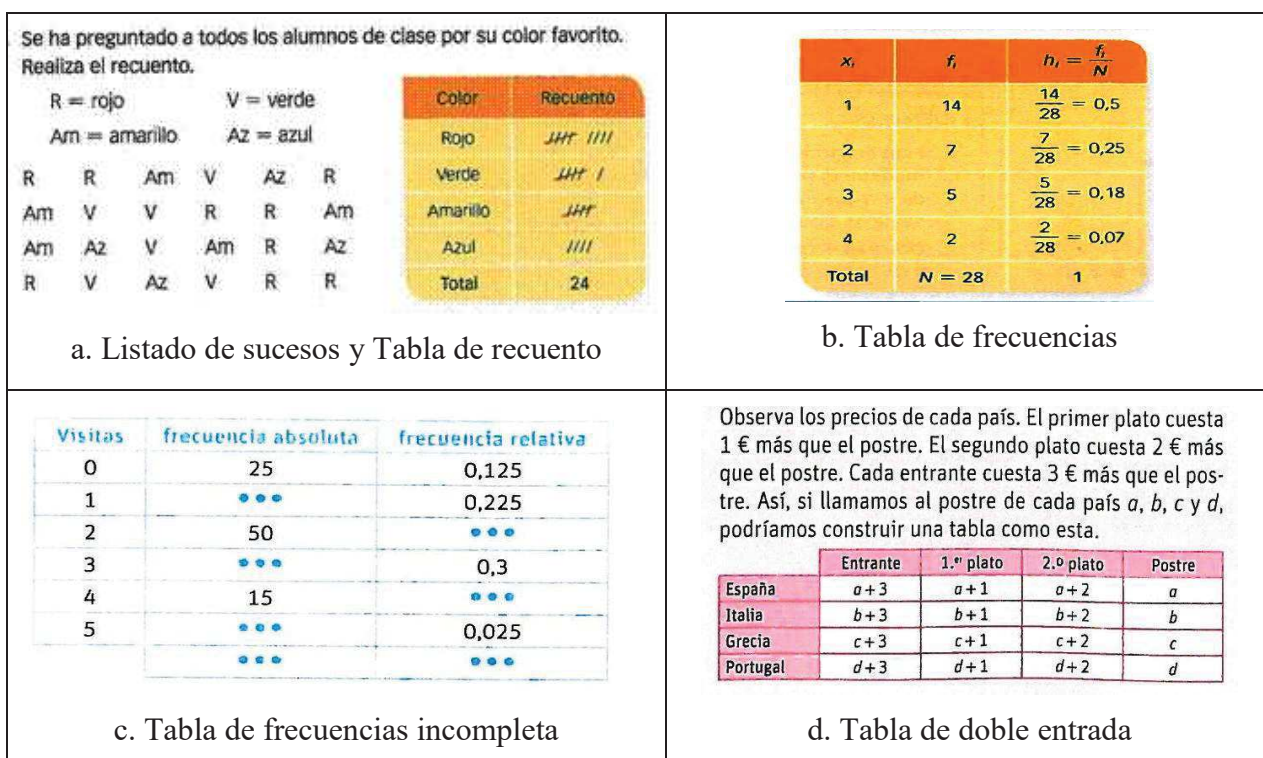 Se ha preguntado a todos los alumnos de clase por su color favorito.
Realiza el recuento.
R = rojo V = verde
Am = amarillo Az = azul
R R Am V Az R
Am V V R R Am
Am Az V Am R Az
R V Az V R R
Color Recuento
Rojo
Verde
Amarillo
Azul
Total 24
a. Listado de sucesos y Tabla de recuento
xᵢ fᵢ hᵢ = fᵢ/N
1 14 14/28 = 0,5
2 7 7/28 = 0,25
3 5 5/28 = 0,18
4 2 2/28 = 0,07
Total N = 28 1
b. Tabla de frecuencias
Visitas frecuencia absoluta frecuencia relativa
0 25 0,125
1 ••• 0,225
2 50 •••
3 ••• 0,3
4 15 •••
5 ••• 0,025
••• •••
c. Tabla de frecuencias incompleta
Observa los precios de cada país. El primer plato cuesta
1 € más que el postre. El segundo plato cuesta 2 € más
que el postre. Cada entrante cuesta 3 € más que el pos-
tre. Así, si llamamos al postre de cada país a, b, c y d,
podríamos construir una tabla como esta.
Entrante 1.er plato 2.º plato Postre
España a + 3 a + 1 a + 2 a
Italia b + 3 b + 1 b + 2 b
Grecia c + 3 c + 1 c + 2 c
Portugal d + 3 d + 1 d + 2 d
d. Tabla de doble entrada